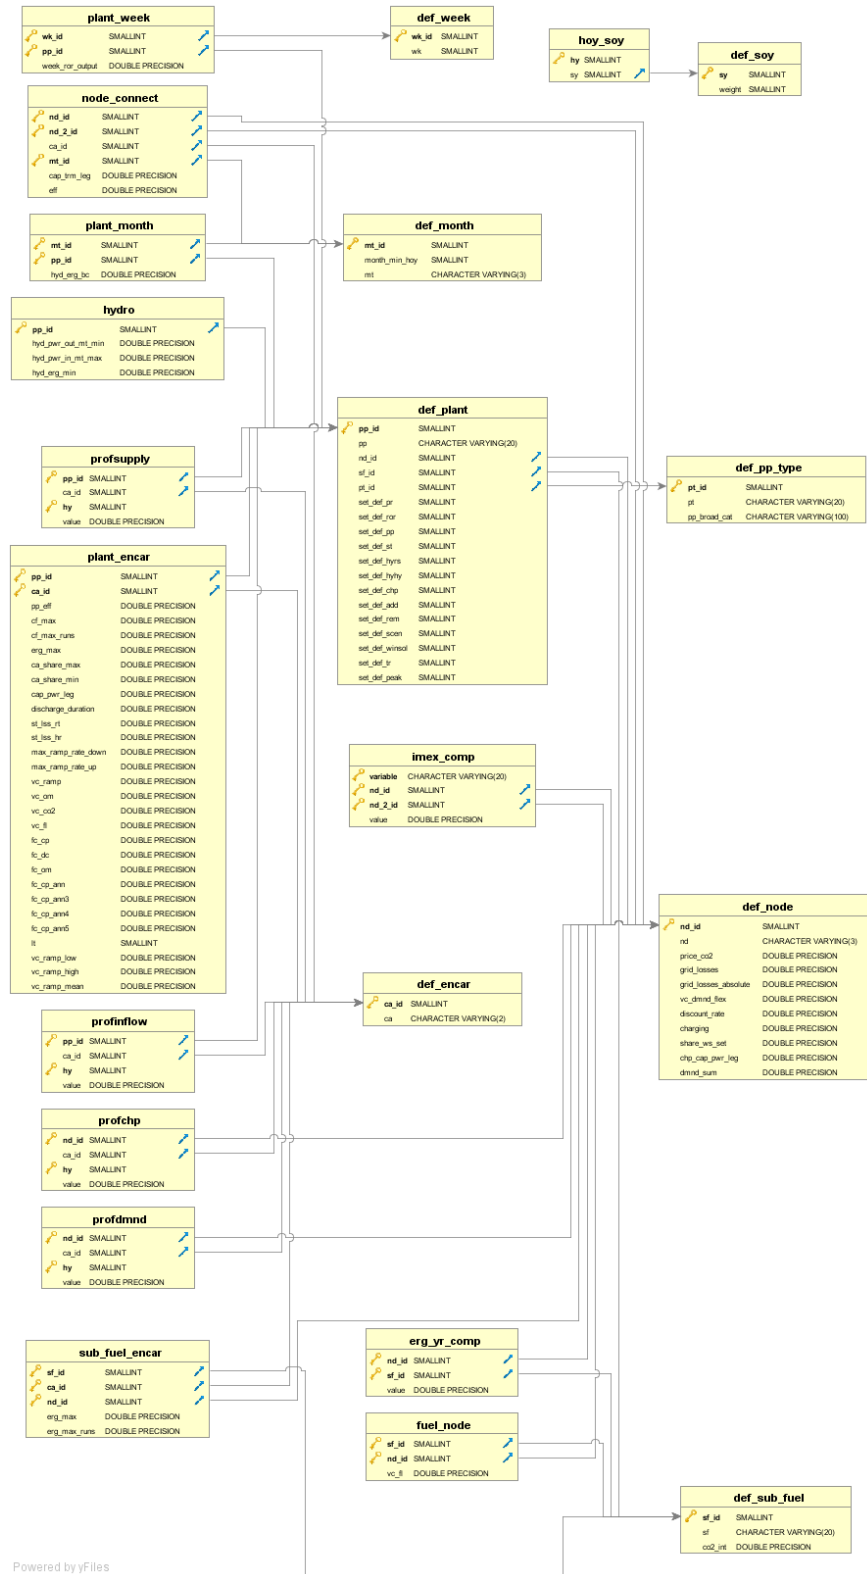 plant_week
wk_id SMALLINT
pp_id SMALLINT
week_ror_output DOUBLE PRECISION
def_week
wk_id SMALLINT
wk SMALLINT
hoy_soy
hy SMALLINT
sy SMALLINT
def_soy
sy SMALLINT
weight SMALLINT
node_connect
nd_id SMALLINT
nd_2_id SMALLINT
ca_id SMALLINT
mt_id SMALLINT
cap_trm_leg DOUBLE PRECISION
eff DOUBLE PRECISION
plant_month
mt_id SMALLINT
pp_id SMALLINT
hyd_erg_bc DOUBLE PRECISION
def_month
mt_id SMALLINT
month_min_hoy SMALLINT
mt CHARACTER VARYING(3)
hydro
pp_id SMALLINT
hyd_pwr_out_mt_min DOUBLE PRECISION
hyd_pwr_in_mt_max DOUBLE PRECISION
hyd_erg_min DOUBLE PRECISION
def_plant
pp_id SMALLINT
pp CHARACTER VARYING(20)
nd_id SMALLINT
sf_id SMALLINT
pt_id SMALLINT
set_def_pr SMALLINT
set_def_ror SMALLINT
set_def_pp SMALLINT
set_def_st SMALLINT
set_def_hyrs SMALLINT
set_def_hyhy SMALLINT
set_def_chp SMALLINT
set_def_add SMALLINT
set_def_rem SMALLINT
set_def_scen SMALLINT
set_def_winsol SMALLINT
set_def_tr SMALLINT
set_def_peak SMALLINT
profsupply
pp_id SMALLINT
ca_id SMALLINT
hy SMALLINT
value DOUBLE PRECISION
def_pp_type
pt_id SMALLINT
pt CHARACTER VARYING(20)
pp_broad_cat CHARACTER VARYING(100)
plant_encar
pp_id SMALLINT
ca_id SMALLINT
pp_eff DOUBLE PRECISION
cf_max DOUBLE PRECISION
cf_max_runs DOUBLE PRECISION
erg_max DOUBLE PRECISION
ca_share_max DOUBLE PRECISION
ca_share_min DOUBLE PRECISION
cap_pwr_leg DOUBLE PRECISION
discharge_duration DOUBLE PRECISION
st_lss_rt DOUBLE PRECISION
st_lss_hr DOUBLE PRECISION
max_ramp_rate_down DOUBLE PRECISION
max_ramp_rate_up DOUBLE PRECISION
vc_ramp DOUBLE PRECISION
vc_om DOUBLE PRECISION
vc_co2 DOUBLE PRECISION
vc_fl DOUBLE PRECISION
fc_cp DOUBLE PRECISION
fc_dc DOUBLE PRECISION
fc_om DOUBLE PRECISION
fc_cp_ann DOUBLE PRECISION
fc_cp_ann3 DOUBLE PRECISION
fc_cp_ann4 DOUBLE PRECISION
fc_cp_ann5 DOUBLE PRECISION
lt SMALLINT
vc_ramp_low DOUBLE PRECISION
vc_ramp_high DOUBLE PRECISION
vc_ramp_mean DOUBLE PRECISION
imex_comp
variable CHARACTER VARYING(20)
nd_id SMALLINT
nd_2_id SMALLINT
value DOUBLE PRECISION
def_node
nd_id SMALLINT
nd CHARACTER VARYING(3)
price_co2 DOUBLE PRECISION
grid_losses DOUBLE PRECISION
grid_losses_absolute DOUBLE PRECISION
vc_dmnd_flex DOUBLE PRECISION
discount_rate DOUBLE PRECISION
charging DOUBLE PRECISION
share_ws_set DOUBLE PRECISION
chp_cap_pwr_leg DOUBLE PRECISION
dmnd_sum DOUBLE PRECISION
def_encar
ca_id SMALLINT
ca CHARACTER VARYING(2)
profinflow
pp_id SMALLINT
ca_id SMALLINT
hy SMALLINT
value DOUBLE PRECISION
profchp
nd_id SMALLINT
ca_id SMALLINT
hy SMALLINT
value DOUBLE PRECISION
profdmnd
nd_id SMALLINT
ca_id SMALLINT
hy SMALLINT
value DOUBLE PRECISION
sub_fuel_encar
sf_id SMALLINT
ca_id SMALLINT
nd_id SMALLINT
erg_max DOUBLE PRECISION
erg_max_runs DOUBLE PRECISION
erg_yr_comp
nd_id SMALLINT
sf_id SMALLINT
value DOUBLE PRECISION
fuel_node
sf_id SMALLINT
nd_id SMALLINT
vc_fl DOUBLE PRECISION
def_sub_fuel
sf_id SMALLINT
sf CHARACTER VARYING(20)
co2_int DOUBLE PRECISION
Powered by yFiles